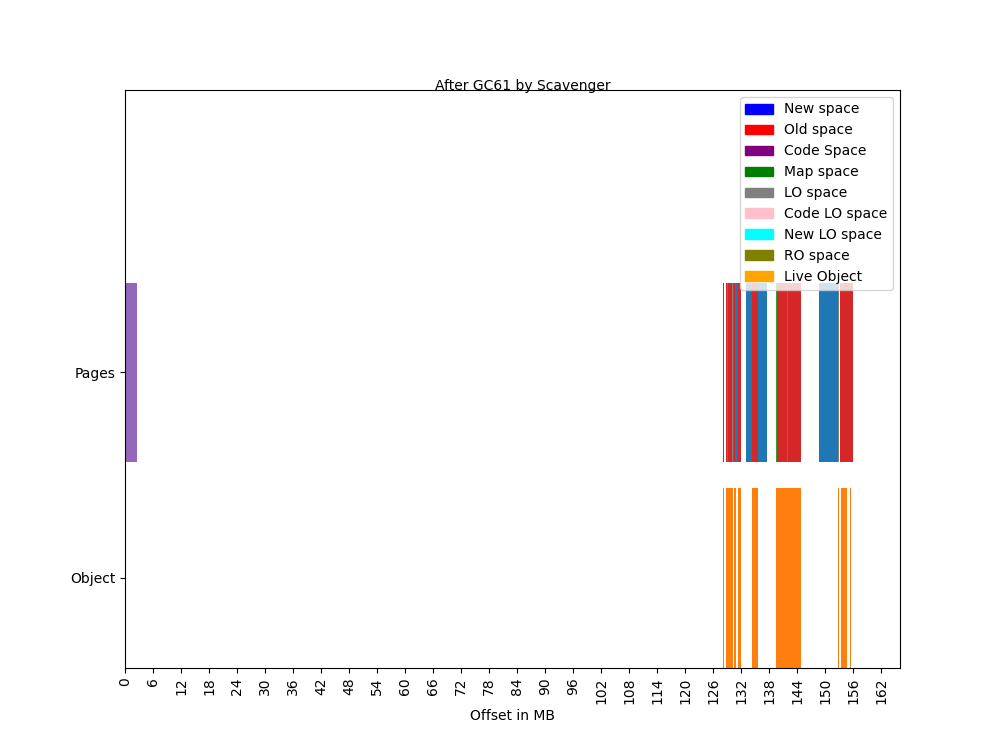 After GC61 by Scavenger
New space
Old space
Code Space
Map space
LO space
Code LO space
New LO space
RO space
Live Object
Pages
Object
0 6 12 18 24 30 36 42 48 54 60 66 72 78 84 90 96 102 108 114 120 126 132 138 144 150 156 162
Offset in MB